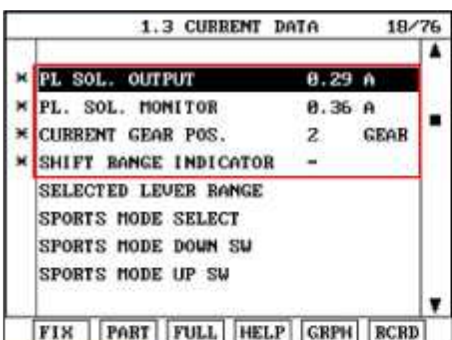 1.3 CURRENT DATA 18/76
* PL SOL. OUTPUT 0.29 A
* PL. SOL. MONITOR 0.36 A
* CURRENT GEAR POS. 2 GEAR
* SHIFT RANGE INDICATOR -
SELECTED LEVER RANGE
SPORTS MODE SELECT
SPORTS MODE DOWN SW
SPORTS MODE UP SW
FIX PART FULL HELP GRPH RCRD